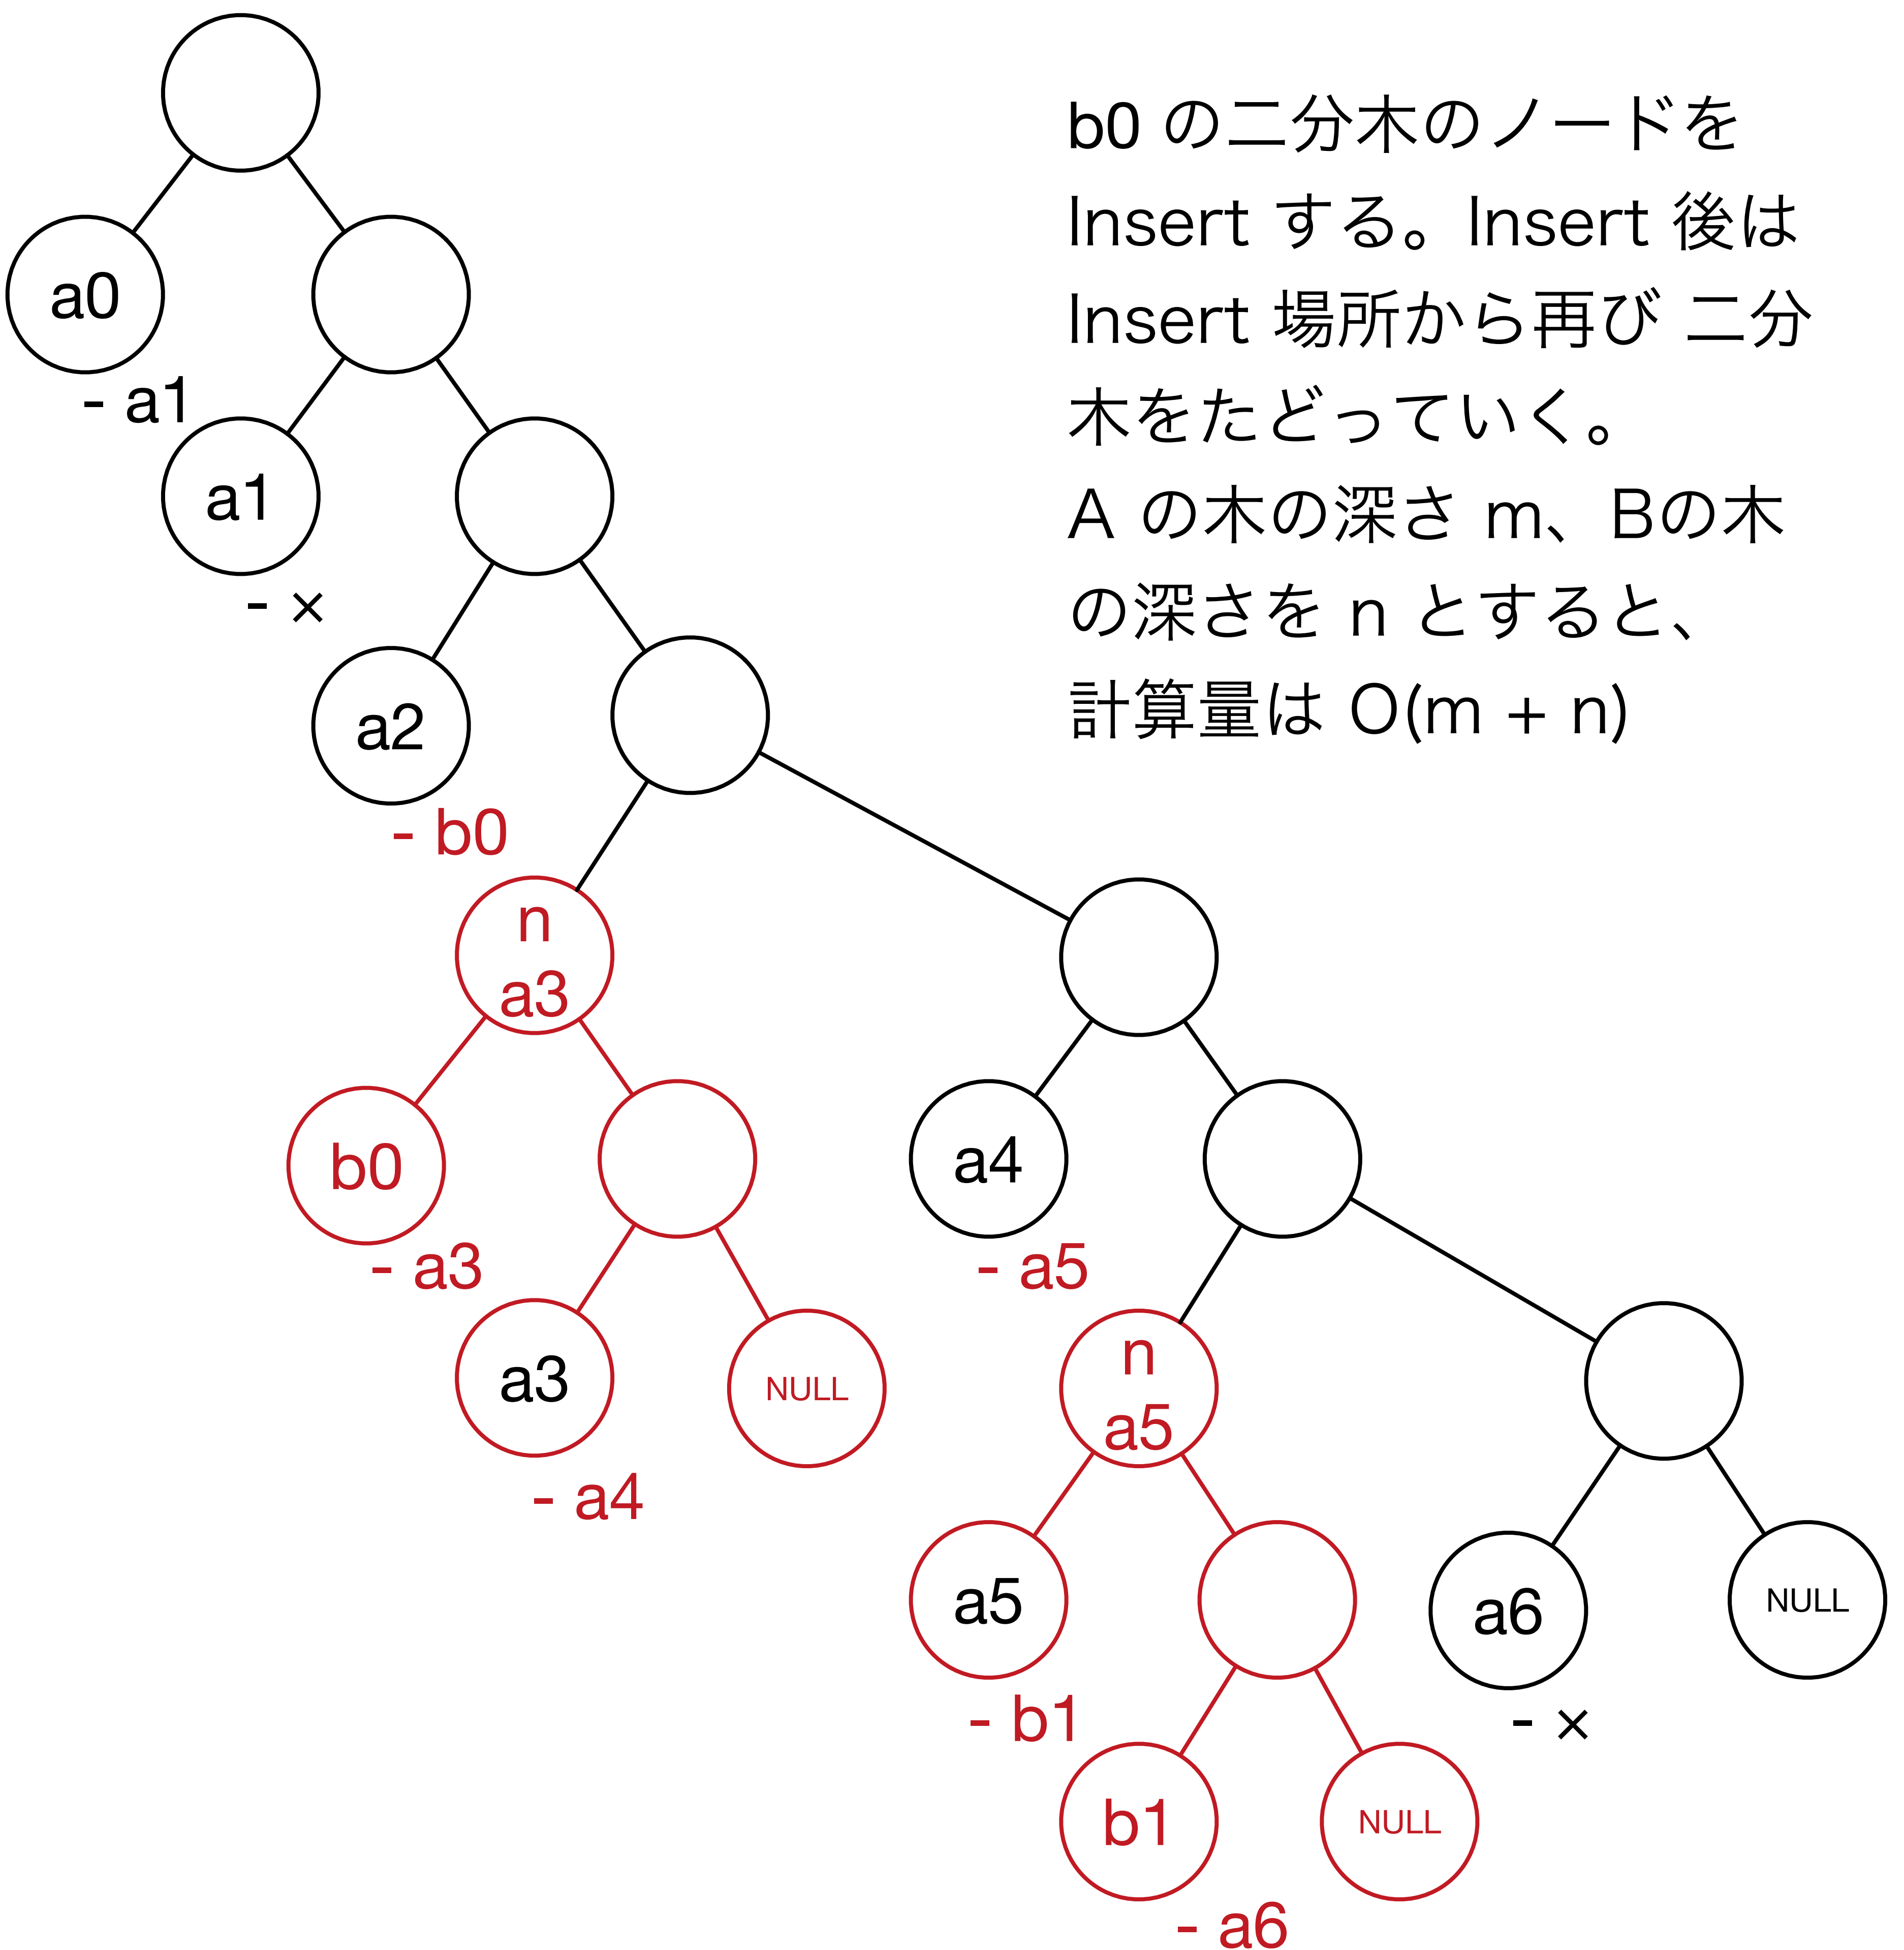 b0 の二分木のノードを
Insert する。Insert 後は
Insert 場所から再び 二分
木をたどっていく。
A の木の深さ m、Bの木
の深さを n とすると、
計算量は O(m + n)
a0
- a1
a1
- ×
a2
- b0
n
a3
b0
- a3
a3
NULL
- a4
a4
- a5
n
a5
a5
- b1
b1
NULL
- a6
a6
NULL
- ×